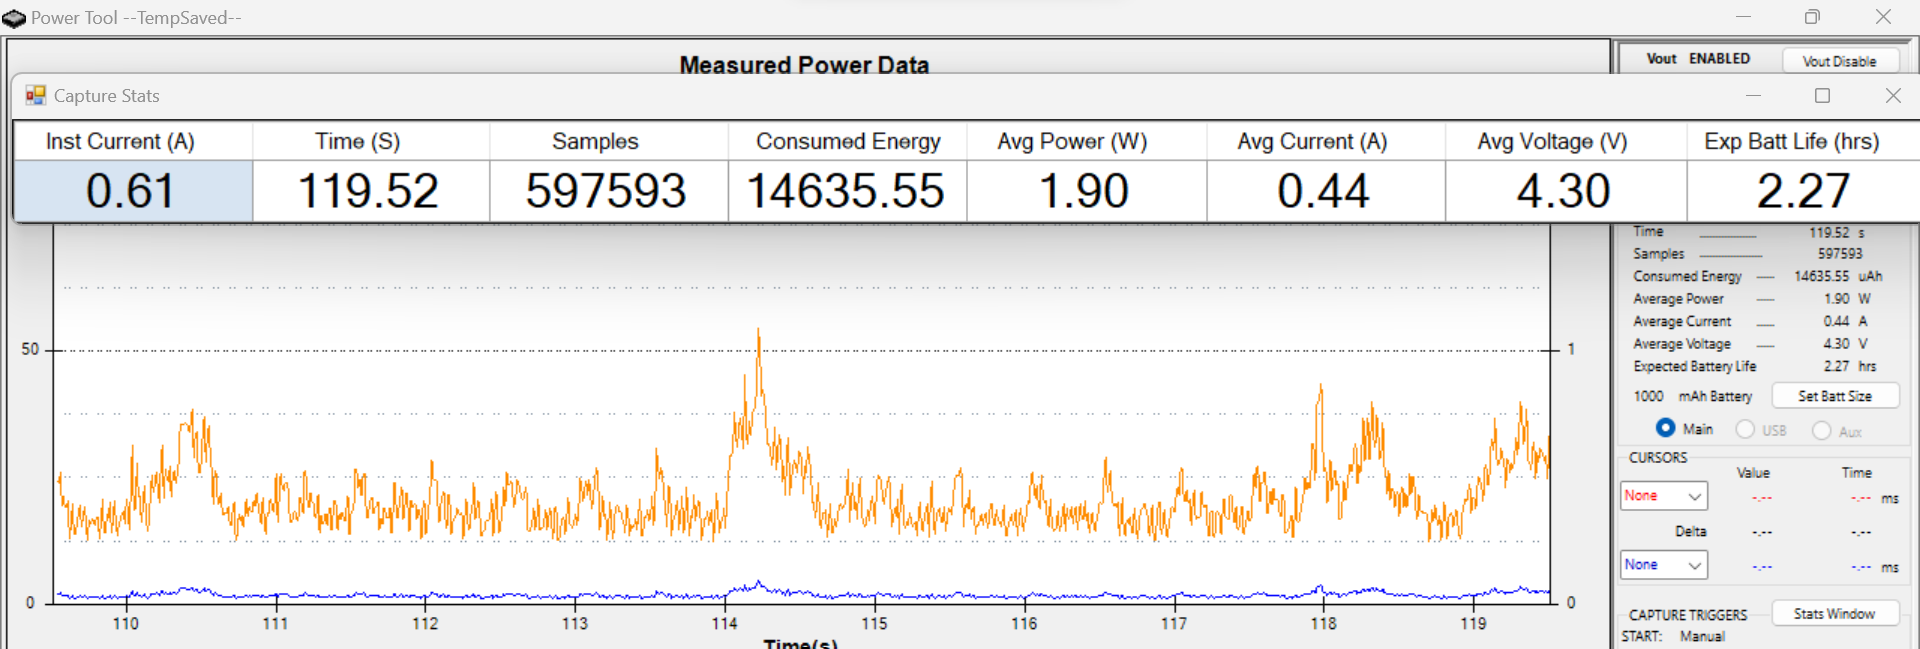 Power Tool --TempSaved--
Measured Power Data
Vout ENABLED Vout Disable
Capture Stats
Inst Current (A) Time (S) Samples Consumed Energy Avg Power (W) Avg Current (A) Avg Voltage (V) Exp Batt Life (hrs)
0.61 119.52 597593 14635.55 1.90 0.44 4.30 2.27
Time 119.52 s
Samples 597593
Consumed Energy 14635.55 uAh
Average Power 1.90 W
Average Current 0.44 A
Average Voltage 4.30 V
Expected Battery Life 2.27 hrs
1000 mAh Battery Set Batt Size
Main USB Aux
CURSORS
Value Time
None -.-- -.-- ms
Delta -.-- -.--
None -.-- -.-- ms
CAPTURE TRIGGERS Stats Window
START: Manual
50 1
0 0
110 111 112 113 114 115 116 117 118 119
Time(s)